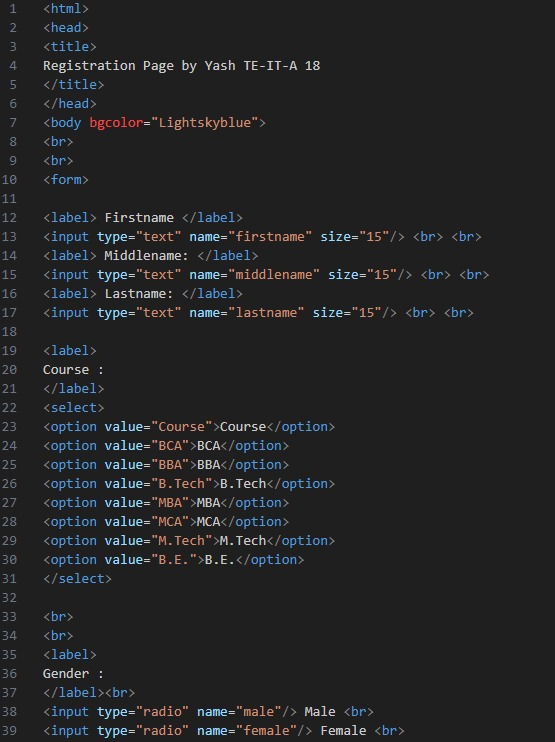 1 <html>
2 <head>
3 <title>
4 Registration Page by Yash TE-IT-A 18
5 </title>
6 </head>
7 <body bgcolor="Lightskyblue">
8 <br>
9 <br>
10 <form>
11
12 <label> Firstname </label>
13 <input type="text" name="firstname" size="15"/> <br> <br>
14 <label> Middlename: </label>
15 <input type="text" name="middlename" size="15"/> <br> <br>
16 <label> Lastname: </label>
17 <input type="text" name="lastname" size="15"/> <br> <br>
18
19 <label>
20 Course :
21 </label>
22 <select>
23 <option value="Course">Course</option>
24 <option value="BCA">BCA</option>
25 <option value="BBA">BBA</option>
26 <option value="B.Tech">B.Tech</option>
27 <option value="MBA">MBA</option>
28 <option value="MCA">MCA</option>
29 <option value="M.Tech">M.Tech</option>
30 <option value="B.E.">B.E.</option>
31 </select>
32
33 <br>
34 <br>
35 <label>
36 Gender :
37 </label><br>
38 <input type="radio" name="male"/> Male <br>
39 <input type="radio" name="female"/> Female <br>